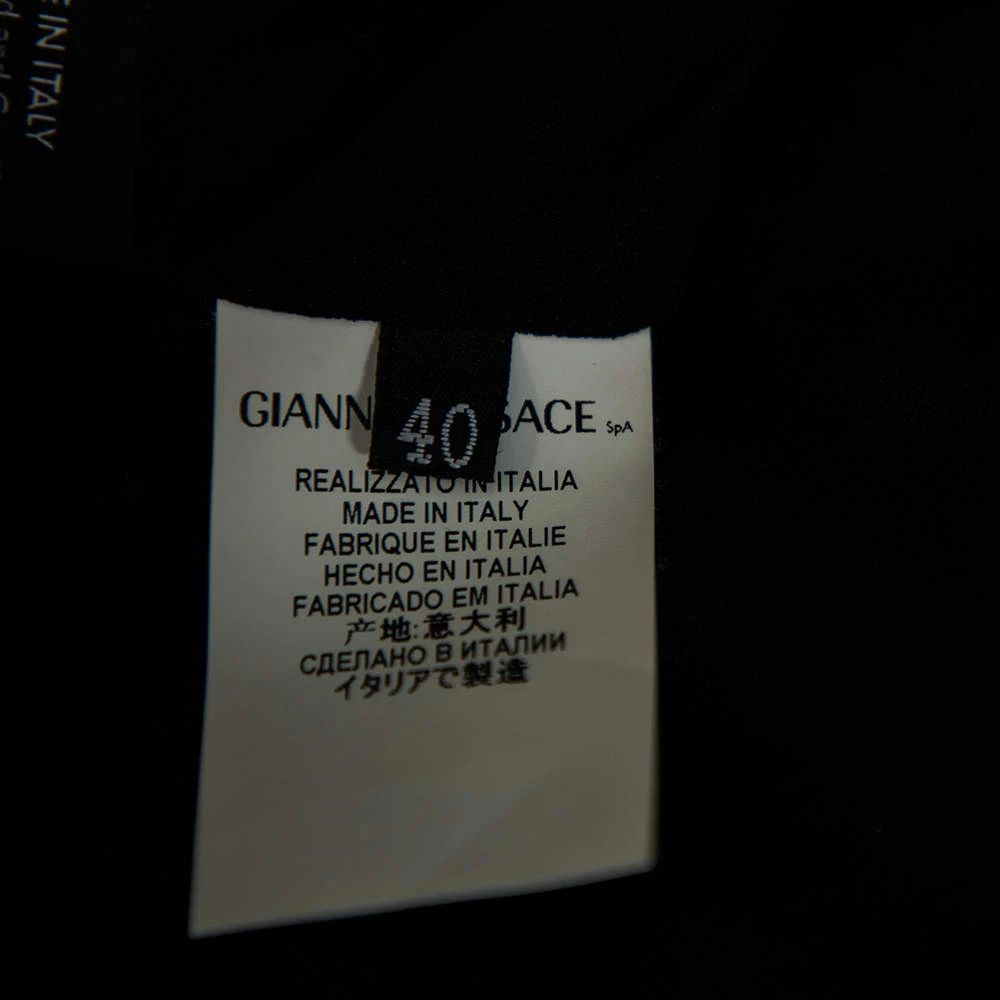 IN ITALY
GIANN SACE SpA
40
REALIZZATO IN ITALIA
MADE IN ITALY
FABRIQUE EN ITALIE
HECHO EN ITALIA
FABRICADO EM ITALIA
产地:意大利
СДЕЛАНО В ИТАЛИИ
イタリアで製造